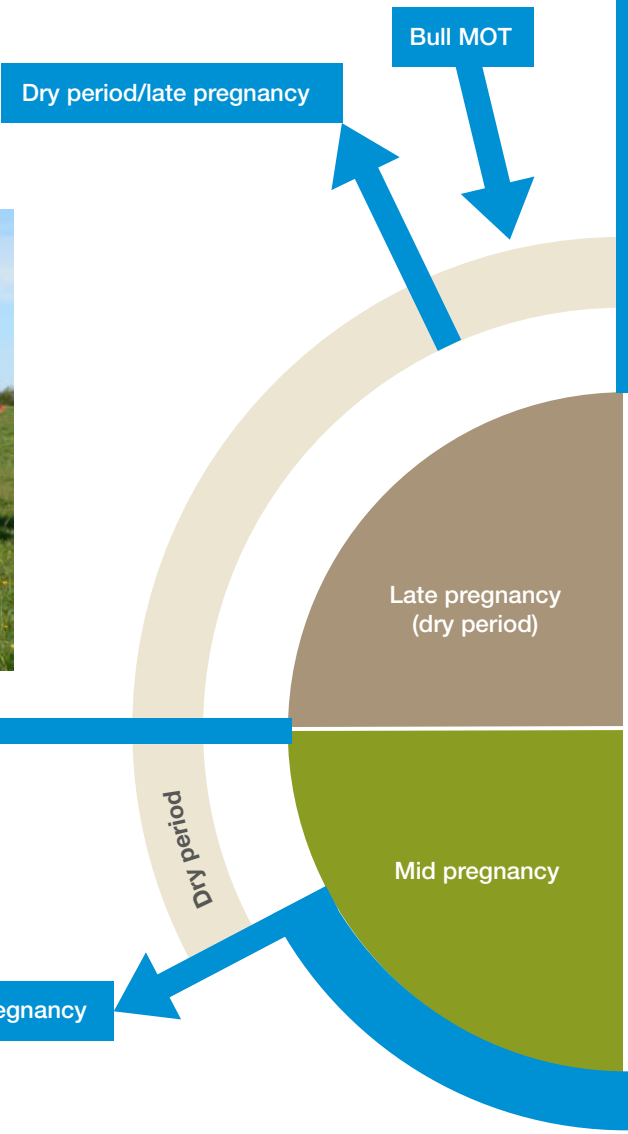 Bull MOT
Dry period/late pregnancy
Late pregnancy
(dry period)
Dry period
Mid pregnancy
egnancy